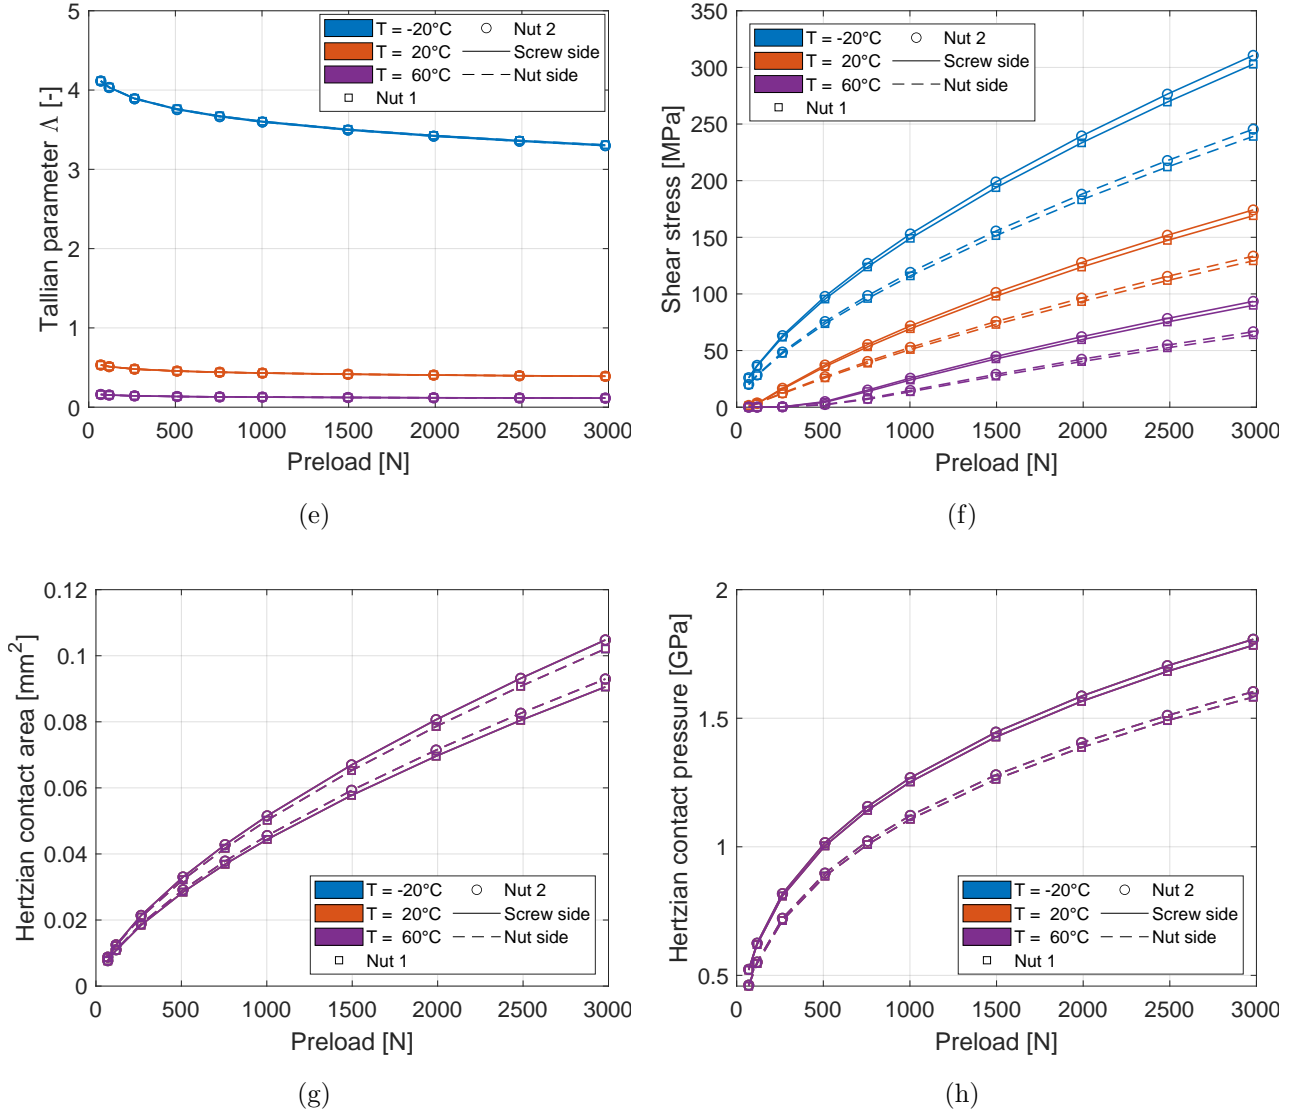 5
4
3
2
1
0
0 500 1000 1500 2000 2500 3000
Tallian parameter Λ [-]
Preload [N]
T = -20°C
T = 20°C
T = 60°C
Nut 1
Nut 2
Screw side
Nut side
(e)
350
300
250
200
150
100
50
0
0 500 1000 1500 2000 2500 3000
Shear stress [MPa]
Preload [N]
T = -20°C
T = 20°C
T = 60°C
Nut 1
Nut 2
Screw side
Nut side
(f)
0.12
0.1
0.08
0.06
0.04
0.02
0
0 500 1000 1500 2000 2500 3000
Hertzian contact area [mm²]
Preload [N]
T = -20°C
T = 20°C
T = 60°C
Nut 1
Nut 2
Screw side
Nut side
(g)
2
1.5
1
0.5
0 500 1000 1500 2000 2500 3000
Hertzian contact pressure [GPa]
Preload [N]
T = -20°C
T = 20°C
T = 60°C
Nut 1
Nut 2
Screw side
Nut side
(h)